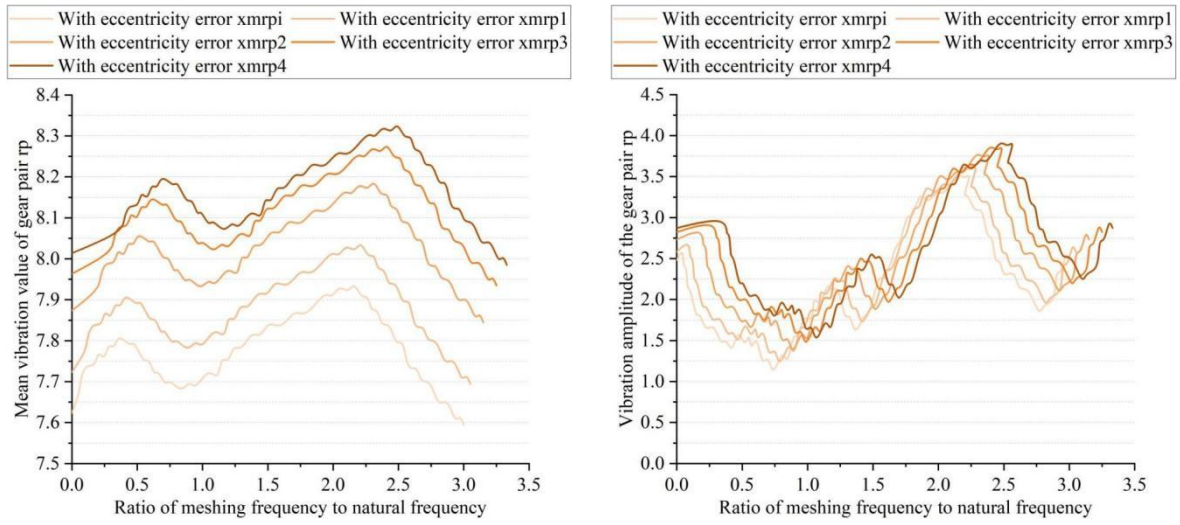 With eccentricity error xmrpi
With eccentricity error xmrp1
With eccentricity error xmrp2
With eccentricity error xmrp3
With eccentricity error xmrp4
8.4
8.3
8.2
8.1
8.0
7.9
7.8
7.7
7.6
7.5
Mean vibration value of gear pair rp
0.0 0.5 1.0 1.5 2.0 2.5 3.0 3.5
Ratio of meshing frequency to natural frequency
With eccentricity error xmrpi
With eccentricity error xmrp1
With eccentricity error xmrp2
With eccentricity error xmrp3
With eccentricity error xmrp4
4.5
4.0
3.5
3.0
2.5
2.0
1.5
1.0
0.5
0.0
Vibration amplitude of the gear pair rp
0.0 0.5 1.0 1.5 2.0 2.5 3.0 3.5
Ratio of meshing frequency to natural frequency